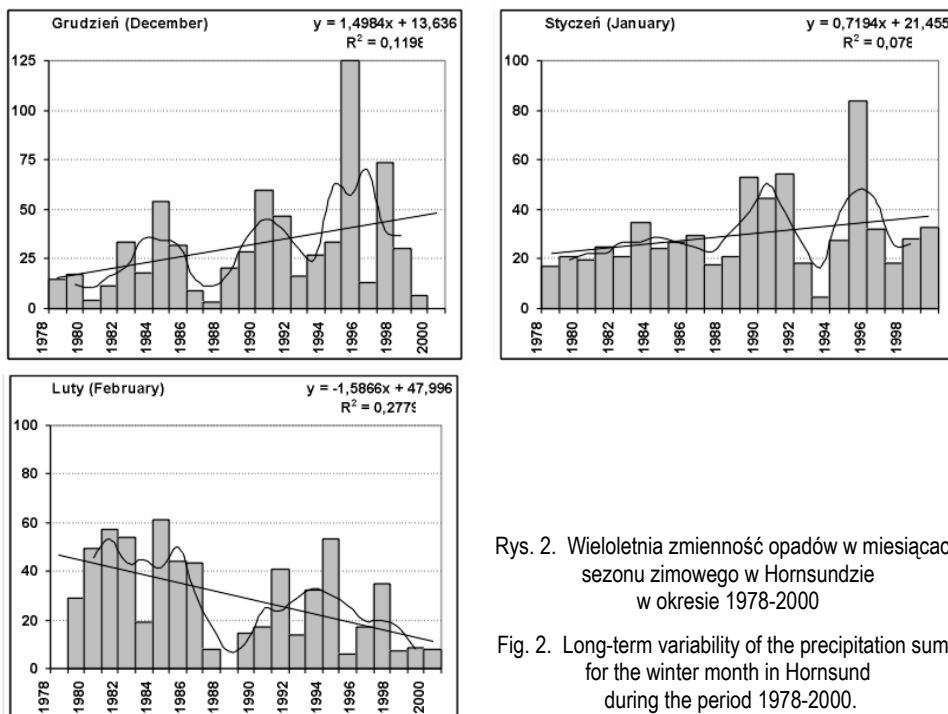 Grudzień (December) y = 1,4984x + 13,636
R² = 0,1198
125
100
75
50
25
0
1978 1980 1982 1984 1986 1988 1990 1992 1994 1996 1998 2000
Styczeń (January) y = 0,7194x + 21,455
R² = 0,078
100
80
60
40
20
0
1978 1980 1982 1984 1986 1988 1990 1992 1994 1996 1998
Luty (February) y = -1,5866x + 47,996
R² = 0,2779
100
80
60
40
20
0
1978 1980 1982 1984 1986 1988 1990 1992 1994 1996 1998 2000
Rys. 2. Wieloletnia zmienność opadów w miesiącac
sezonu zimowego w Hornsundzie
w okresie 1978-2000
Fig. 2. Long-term variability of the precipitation sum
for the winter month in Hornsund
during the period 1978-2000.